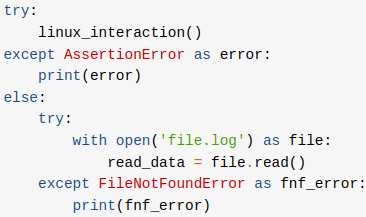 try:
    linux_interaction()
except AssertionError as error:
    print(error)
else:
    try:
        with open('file.log') as file:
            read_data = file.read()
    except FileNotFoundError as fnf_error:
        print(fnf_error)